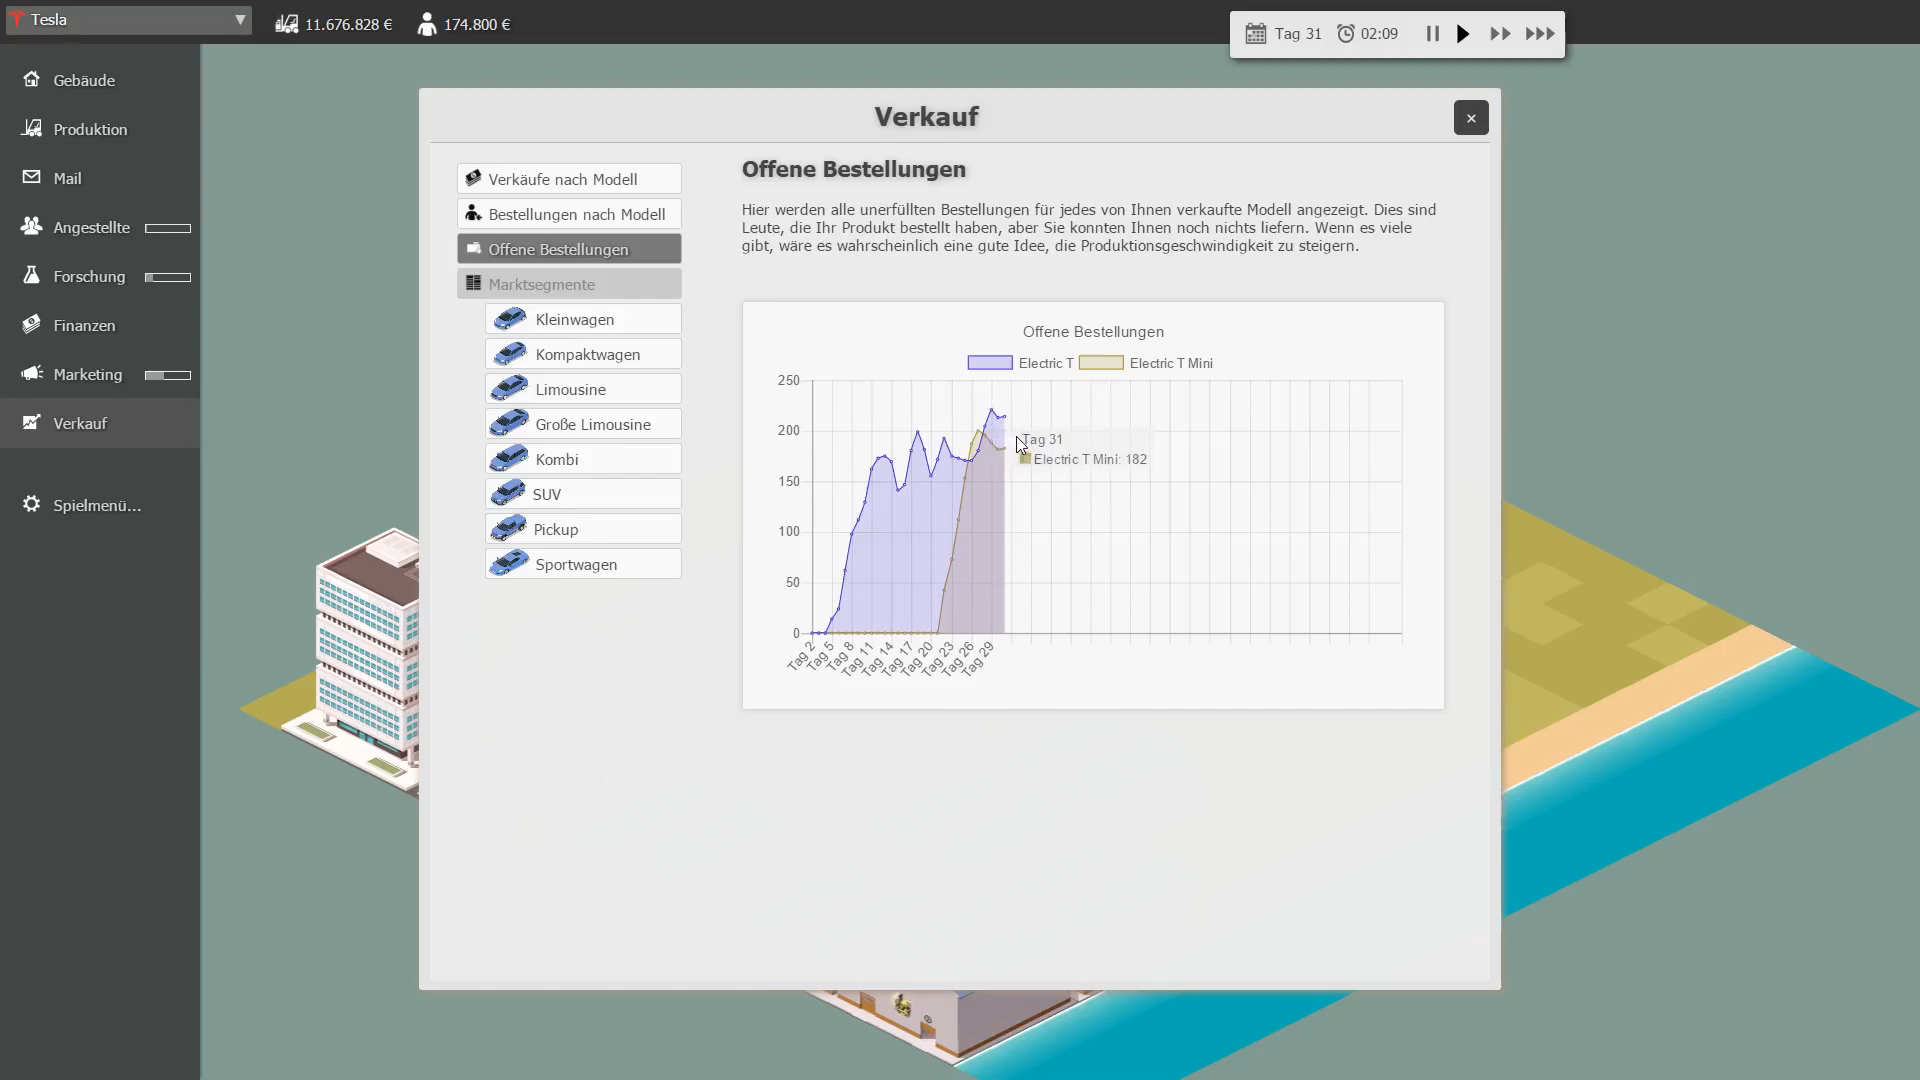 Tesla
11.676.828 €
174.800 €
Tag 31
02:09
Gebäude
Produktion
Mail
Angestellte
Forschung
Finanzen
Marketing
Verkauf
Spielmenü...
Verkauf
×
Verkäufe nach Modell
Bestellungen nach Modell
Offene Bestellungen
Marktsegmente
Kleinwagen
Kompaktwagen
Limousine
Große Limousine
Kombi
SUV
Pickup
Sportwagen
Offene Bestellungen
Hier werden alle unerfüllten Bestellungen für jedes von Ihnen verkaufte Modell angezeigt. Dies sind
Leute, die Ihr Produkt bestellt haben, aber Sie konnten Ihnen noch nichts liefern. Wenn es viele
gibt, wäre es wahrscheinlich eine gute Idee, die Produktionsgeschwindigkeit zu steigern.
Offene Bestellungen
Electric T Electric T Mini
250
200
150
100
50
0
Tag 31
Electric T Mini: 182
Tag 2 Tag 5 Tag 8 Tag 11 Tag 14 Tag 17 Tag 20 Tag 23 Tag 26 Tag 29